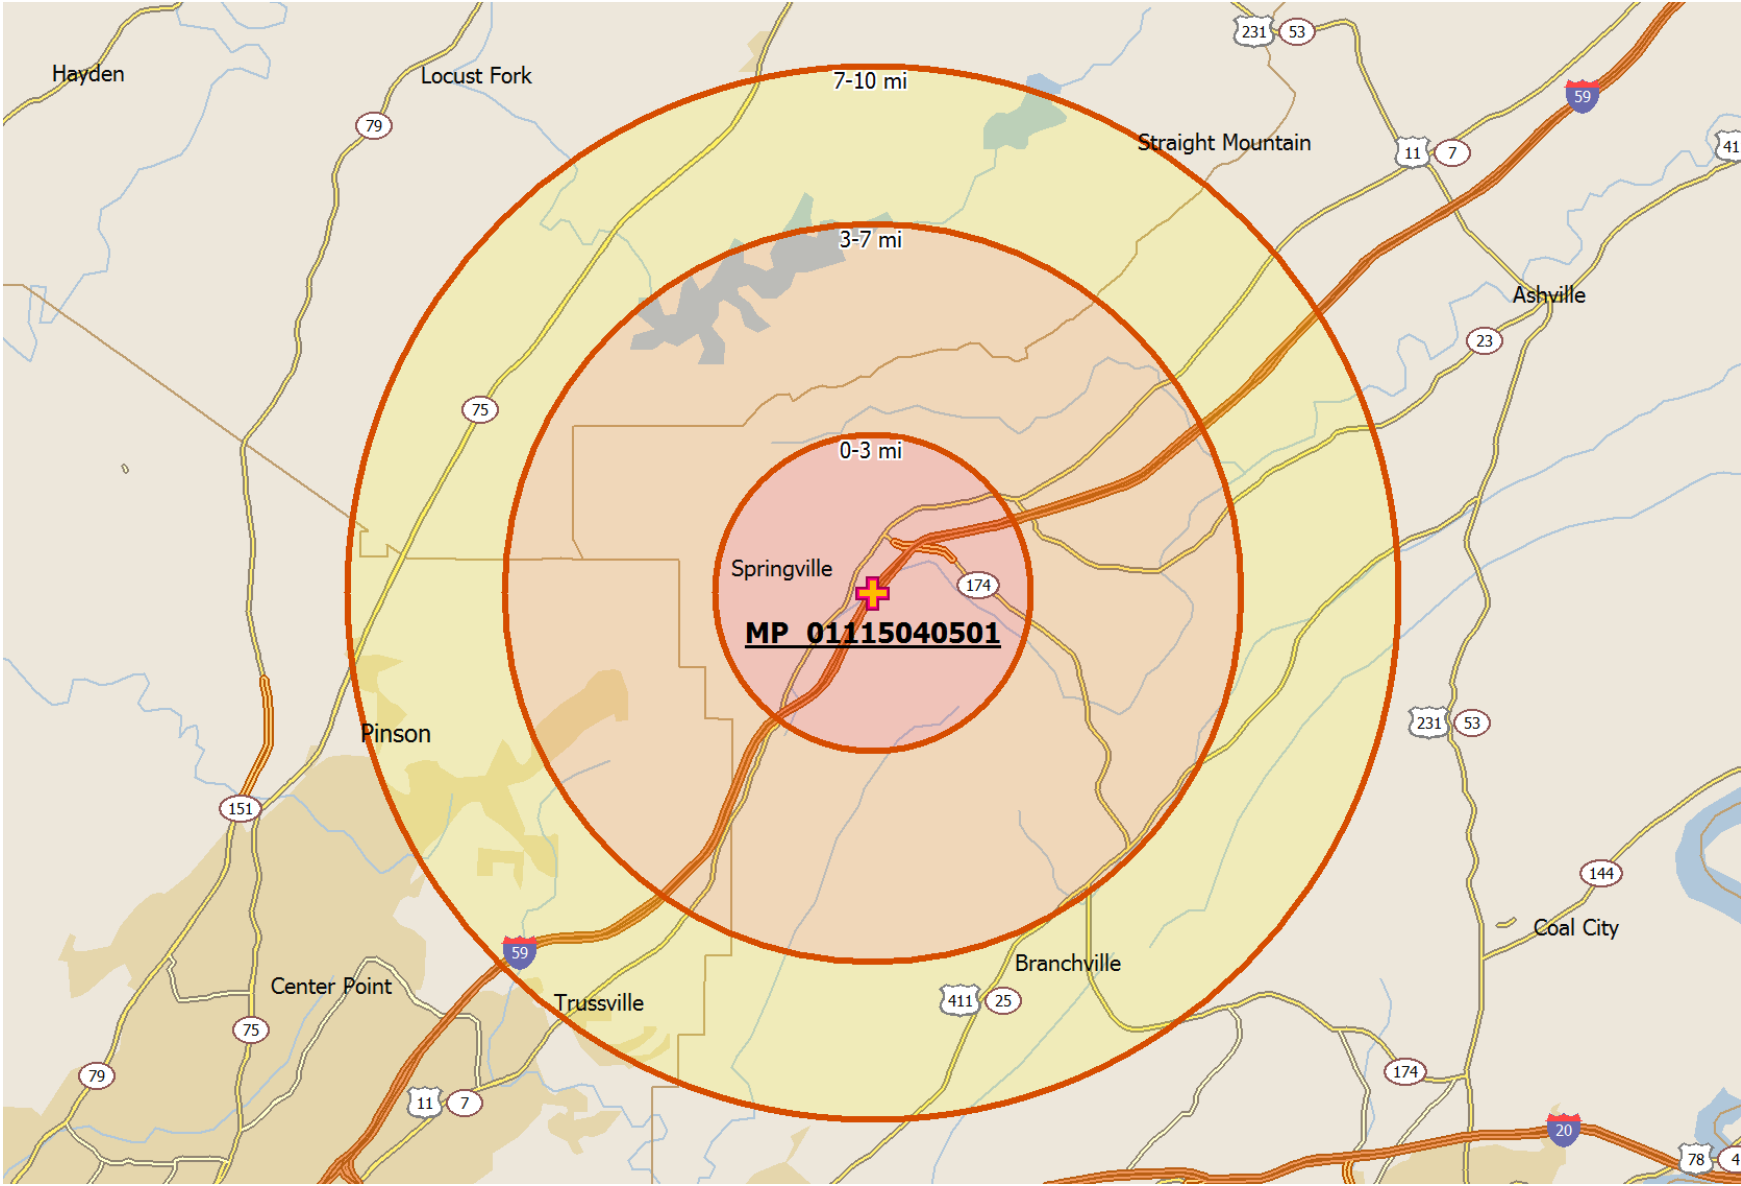 231 53
Hayden
Locust Fork
7-10 mi
59
79
Straight Mountain
11 7
41
3-7 mi
Ashville
23
75
0-3 mi
Springville
174
MP 01115040501
Pinson
231 53
151
144
Coal City
59
Branchville
Center Point
Trussville
411 25
75
79
174
11 7
20
78 4